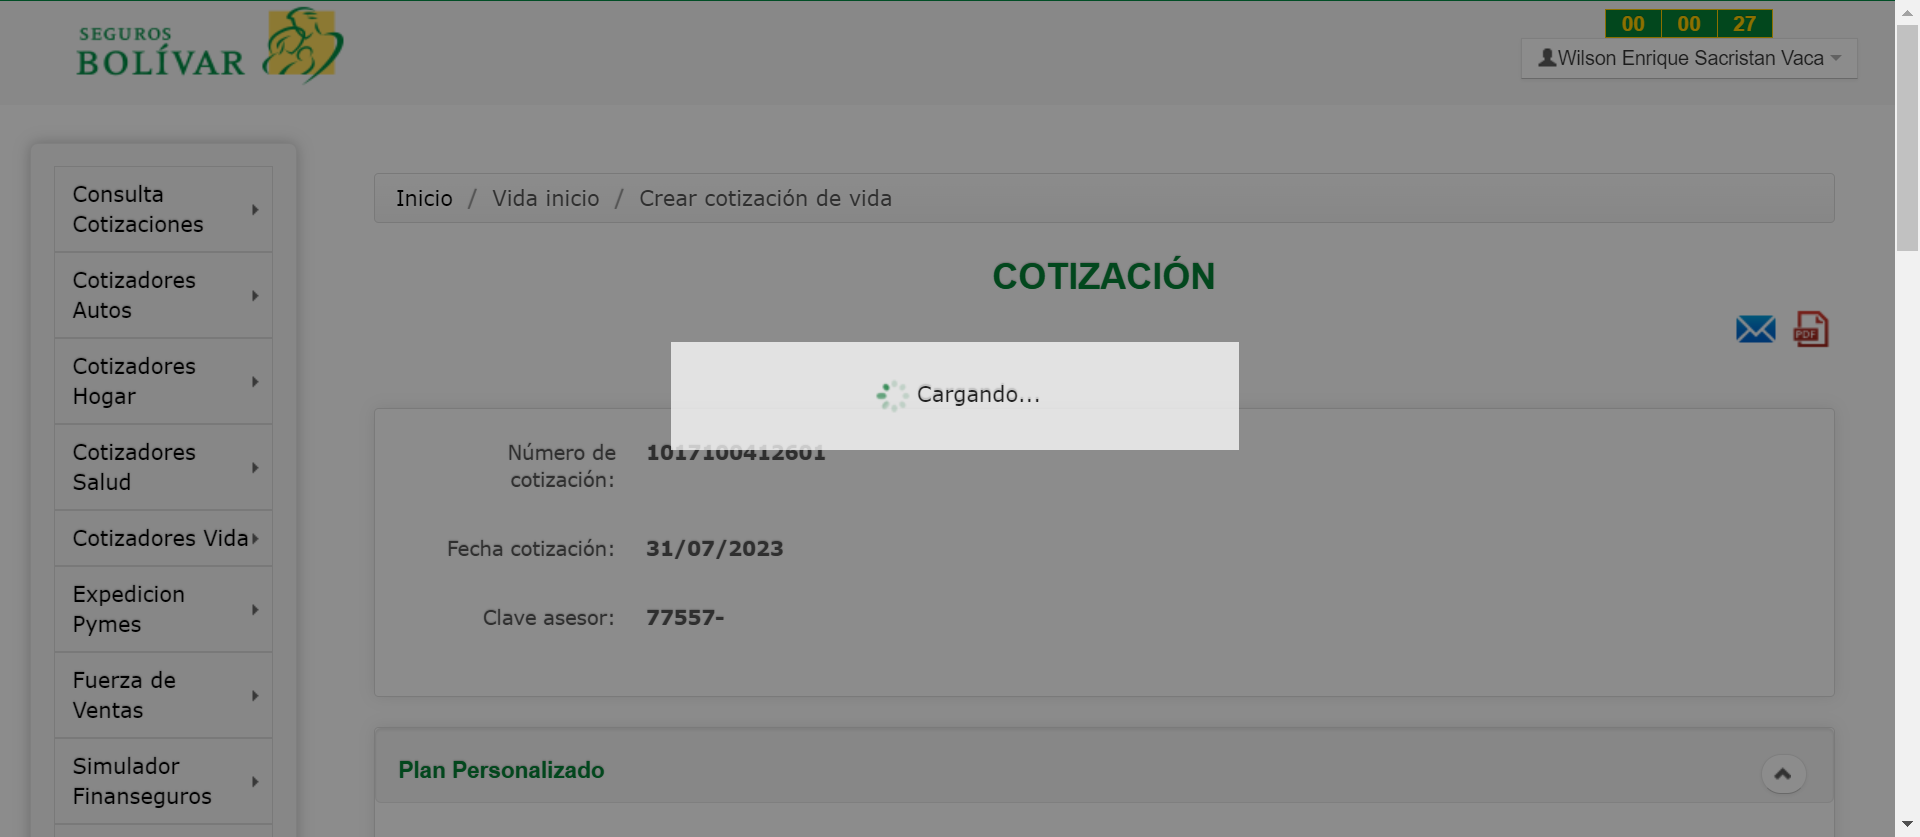 SEGUROS
BOLÍVAR
00 00 27
Wilson Enrique Sacristan Vaca
Consulta
Cotizaciones
Cotizadores
Autos
Cotizadores
Hogar
Cotizadores
Salud
Cotizadores Vida
Expedicion
Pymes
Fuerza de
Ventas
Simulador
Finanseguros
Inicio / Vida inicio / Crear cotización de vida
COTIZACIÓN
PDF
Cargando...
Número de
cotización:
1017100412601
Fecha cotización: 31/07/2023
Clave asesor: 77557-
Plan Personalizado